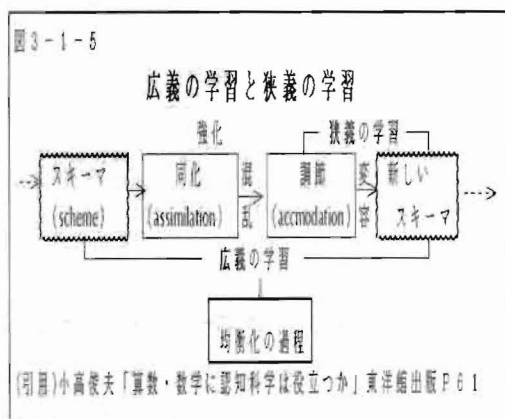 図3-1-5
広義の学習と狭義の学習
強化
狭義の学習
スキーマ
(scheme)
同化
(assimilation)
混乱
調節
(accmodation)
変容
新しい
スキーマ
広義の学習
均衡化の過程
(引用)小高俊夫「算数・数学に認知科学は役立つか」東洋館出版P61